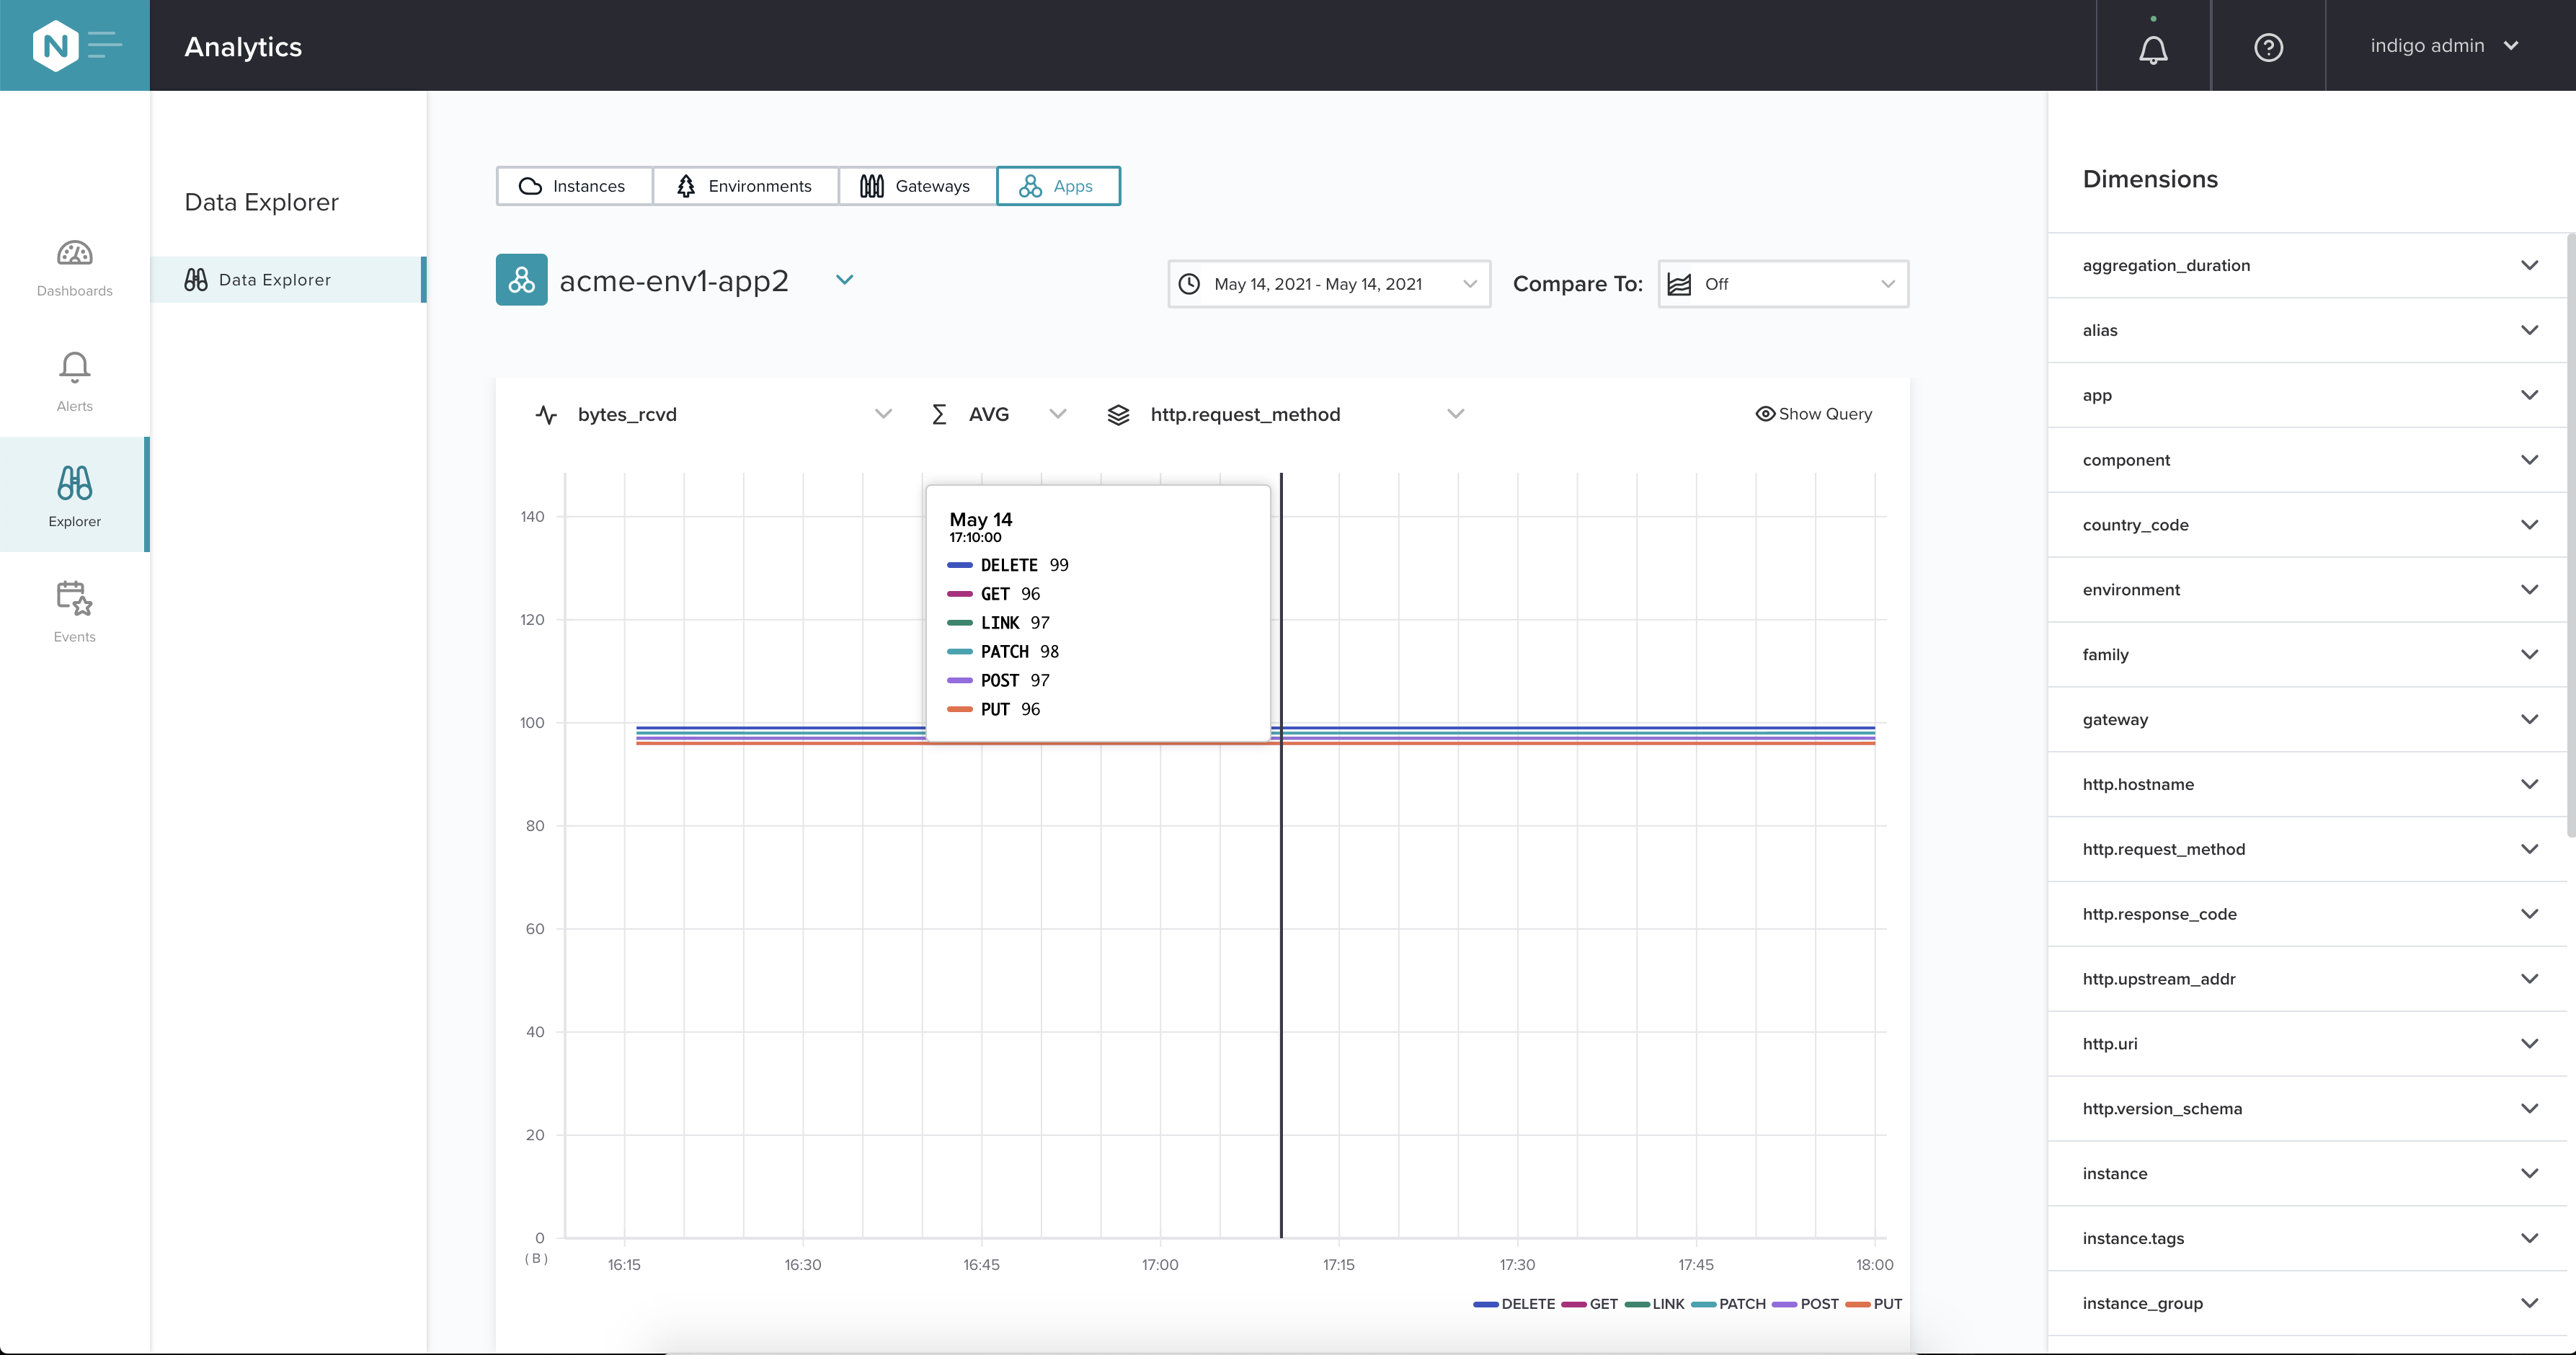 N
Analytics
indigo admin
Dashboards
Alerts
Explorer
Events
Data Explorer
Data Explorer
Instances
Environments
Gateways
Apps
acme-env1-app2
May 14, 2021 - May 14, 2021
Compare To:
Off
bytes_rcvd
AVG
http.request_method
Show Query
140
120
100
80
60
40
20
0
(B)
May 14
17:10:00
DELETE 99
GET 96
LINK 97
PATCH 98
POST 97
PUT 96
16:15
16:30
16:45
17:00
17:15
17:30
17:45
18:00
DELETE GET LINK PATCH POST PUT
Dimensions
aggregation_duration
alias
app
component
country_code
environment
family
gateway
http.hostname
http.request_method
http.response_code
http.upstream_addr
http.uri
http.version_schema
instance
instance.tags
instance_group